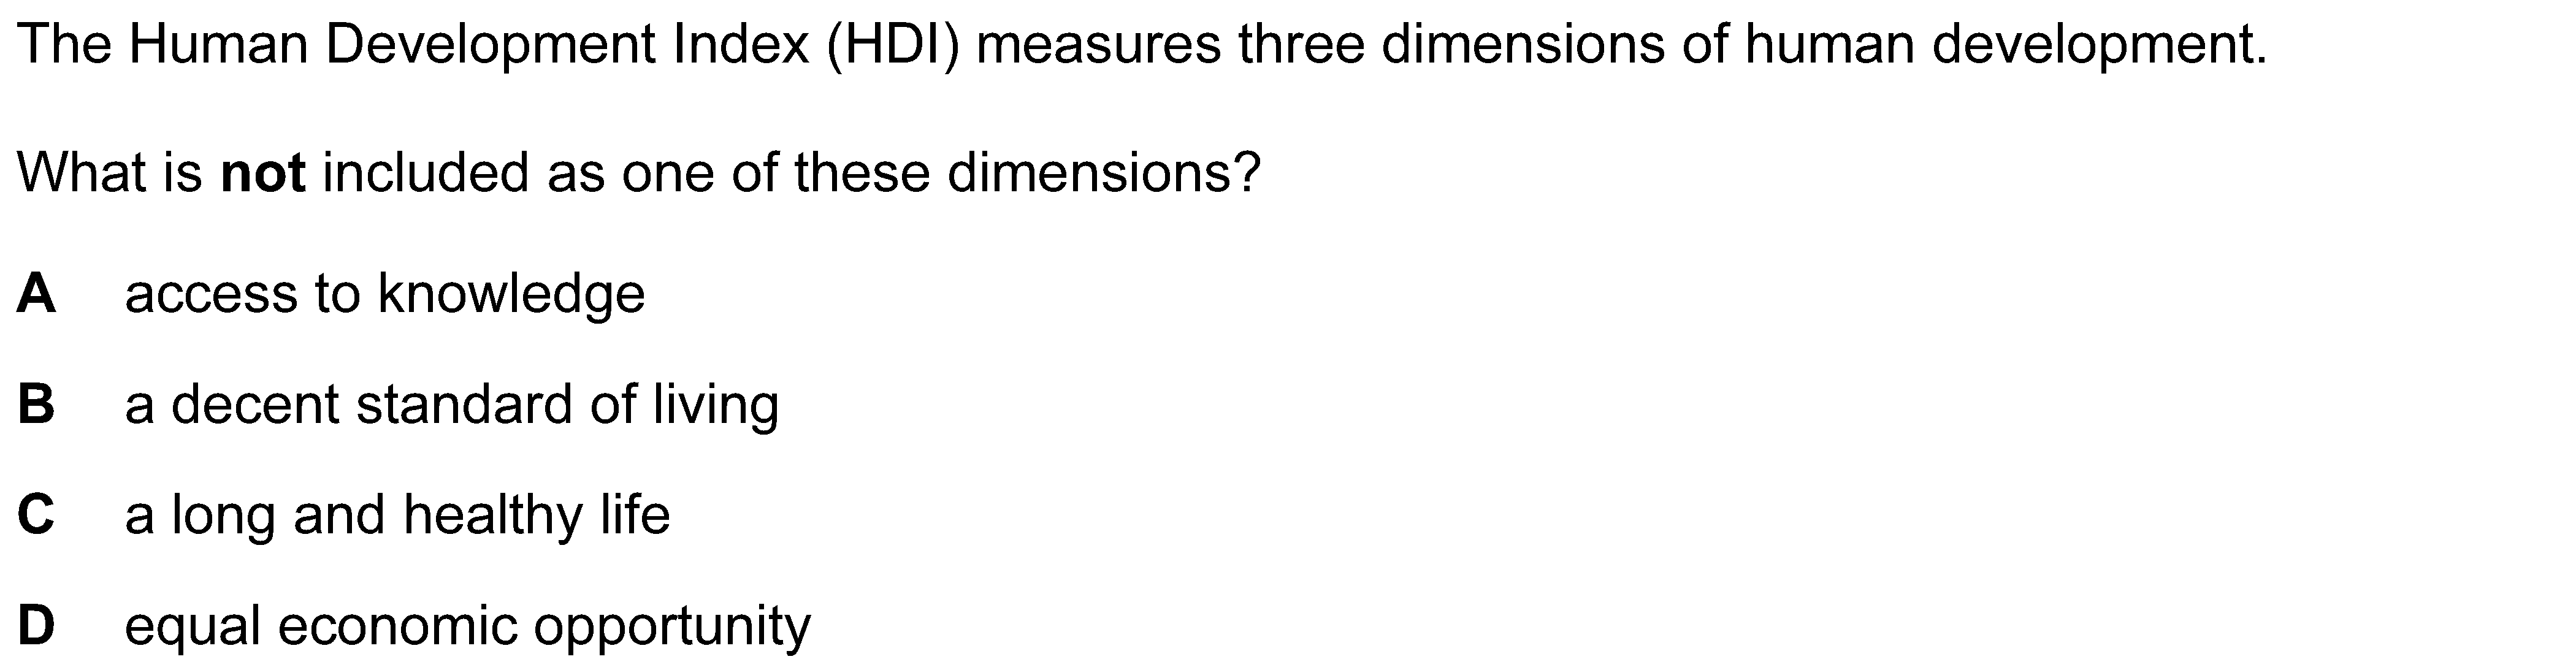 The Human Development Index (HDI) measures three dimensions of human development.
What is not included as one of these dimensions?
A access to knowledge
B a decent standard of living
C a long and healthy life
D equal economic opportunity